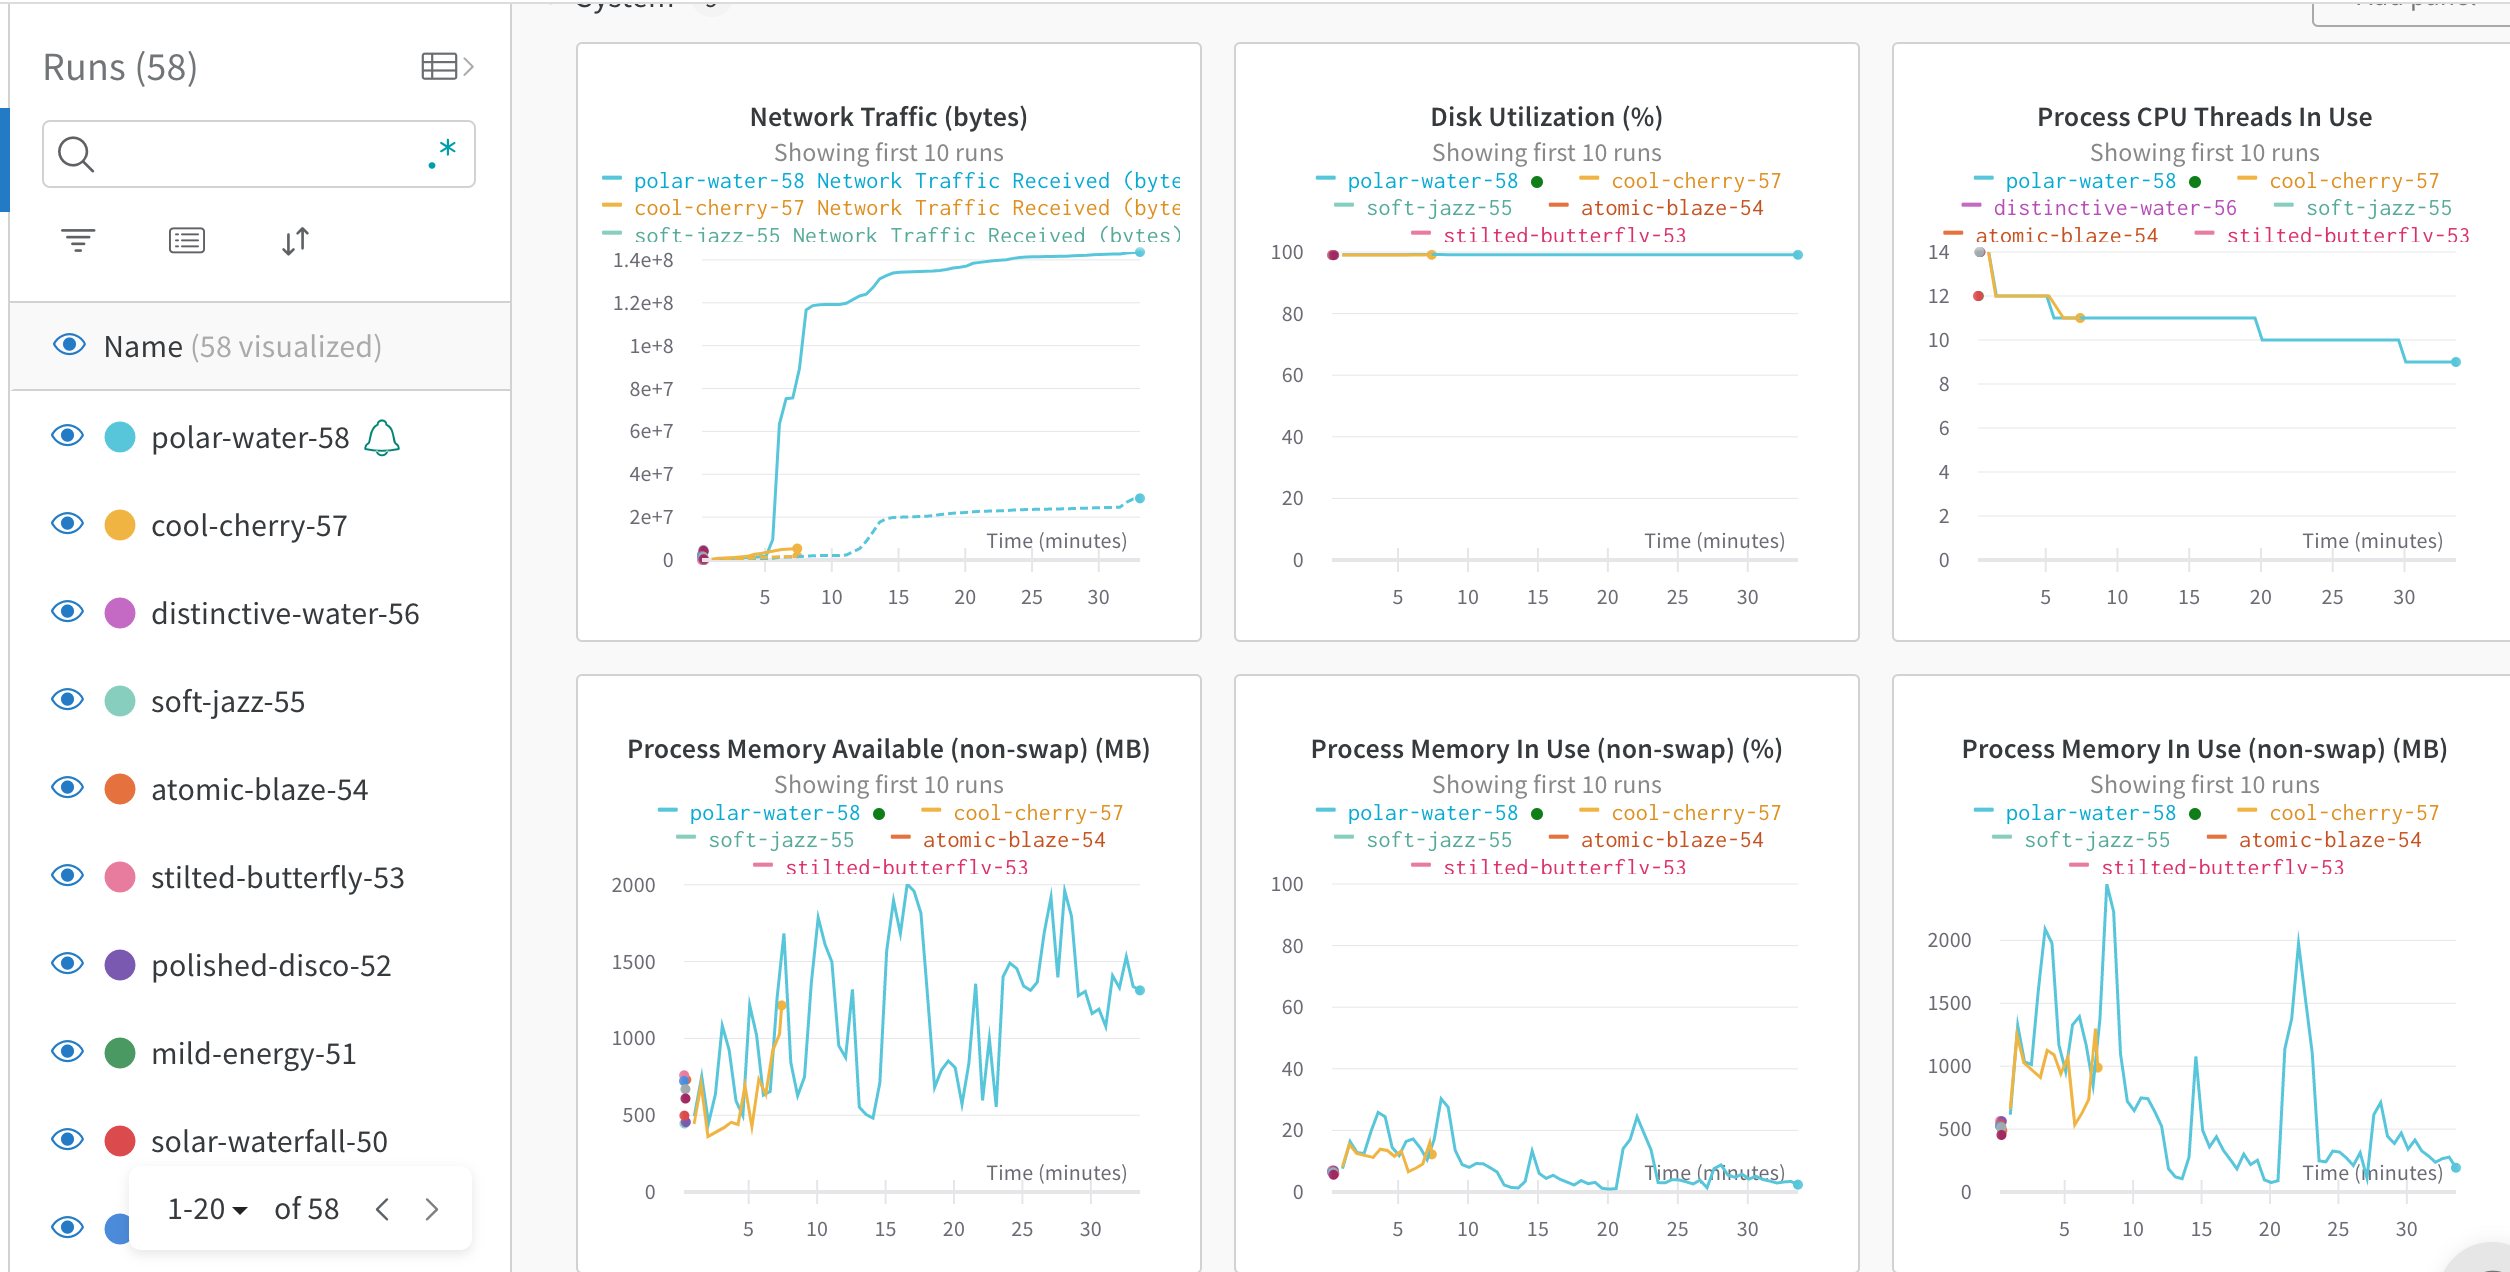 System 9
Add panel
Runs (58)
.*
Name (58 visualized)
polar-water-58
cool-cherry-57
distinctive-water-56
soft-jazz-55
atomic-blaze-54
stilted-butterfly-53
polished-disco-52
mild-energy-51
solar-waterfall-50
1-20 of 58
Network Traffic (bytes)
Showing first 10 runs
polar-water-58 Network Traffic Received (byte
cool-cherry-57 Network Traffic Received (byte
soft-jazz-55 Network Traffic Received (bytes)
1.4e+8
1.2e+8
1e+8
8e+7
6e+7
4e+7
2e+7
0
Time (minutes)
5 10 15 20 25 30
Disk Utilization (%)
Showing first 10 runs
polar-water-58 cool-cherry-57
soft-jazz-55 atomic-blaze-54
stilted-butterfly-53
100
80
60
40
20
0
Time (minutes)
5 10 15 20 25 30
Process CPU Threads In Use
Showing first 10 runs
polar-water-58 cool-cherry-57
distinctive-water-56 soft-jazz-55
atomic-blaze-54 stilted-butterfly-53
14
12
10
8
6
4
2
0
Time (minutes)
5 10 15 20 25 30
Process Memory Available (non-swap) (MB)
Showing first 10 runs
polar-water-58 cool-cherry-57
soft-jazz-55 atomic-blaze-54
stilted-butterfly-53
2000
1500
1000
500
0
Time (minutes)
5 10 15 20 25 30
Process Memory In Use (non-swap) (%)
Showing first 10 runs
polar-water-58 cool-cherry-57
soft-jazz-55 atomic-blaze-54
stilted-butterfly-53
100
80
60
40
20
0
Time (minutes)
5 10 15 20 25 30
Process Memory In Use (non-swap) (MB)
Showing first 10 runs
polar-water-58 cool-cherry-57
soft-jazz-55 atomic-blaze-54
stilted-butterfly-53
2000
1500
1000
500
0
Time (minutes)
5 10 15 20 25 30